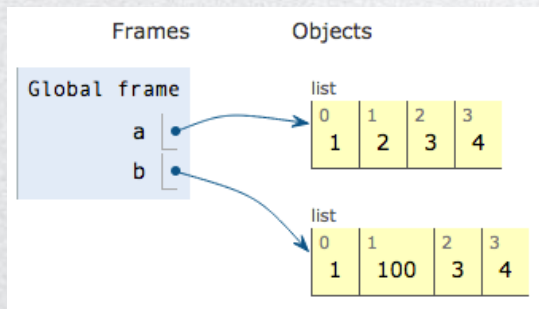 Frames Objects
Global frame
a
b
list
0 1 2 3
1 2 3 4
list
0 1 2 3
1 100 3 4